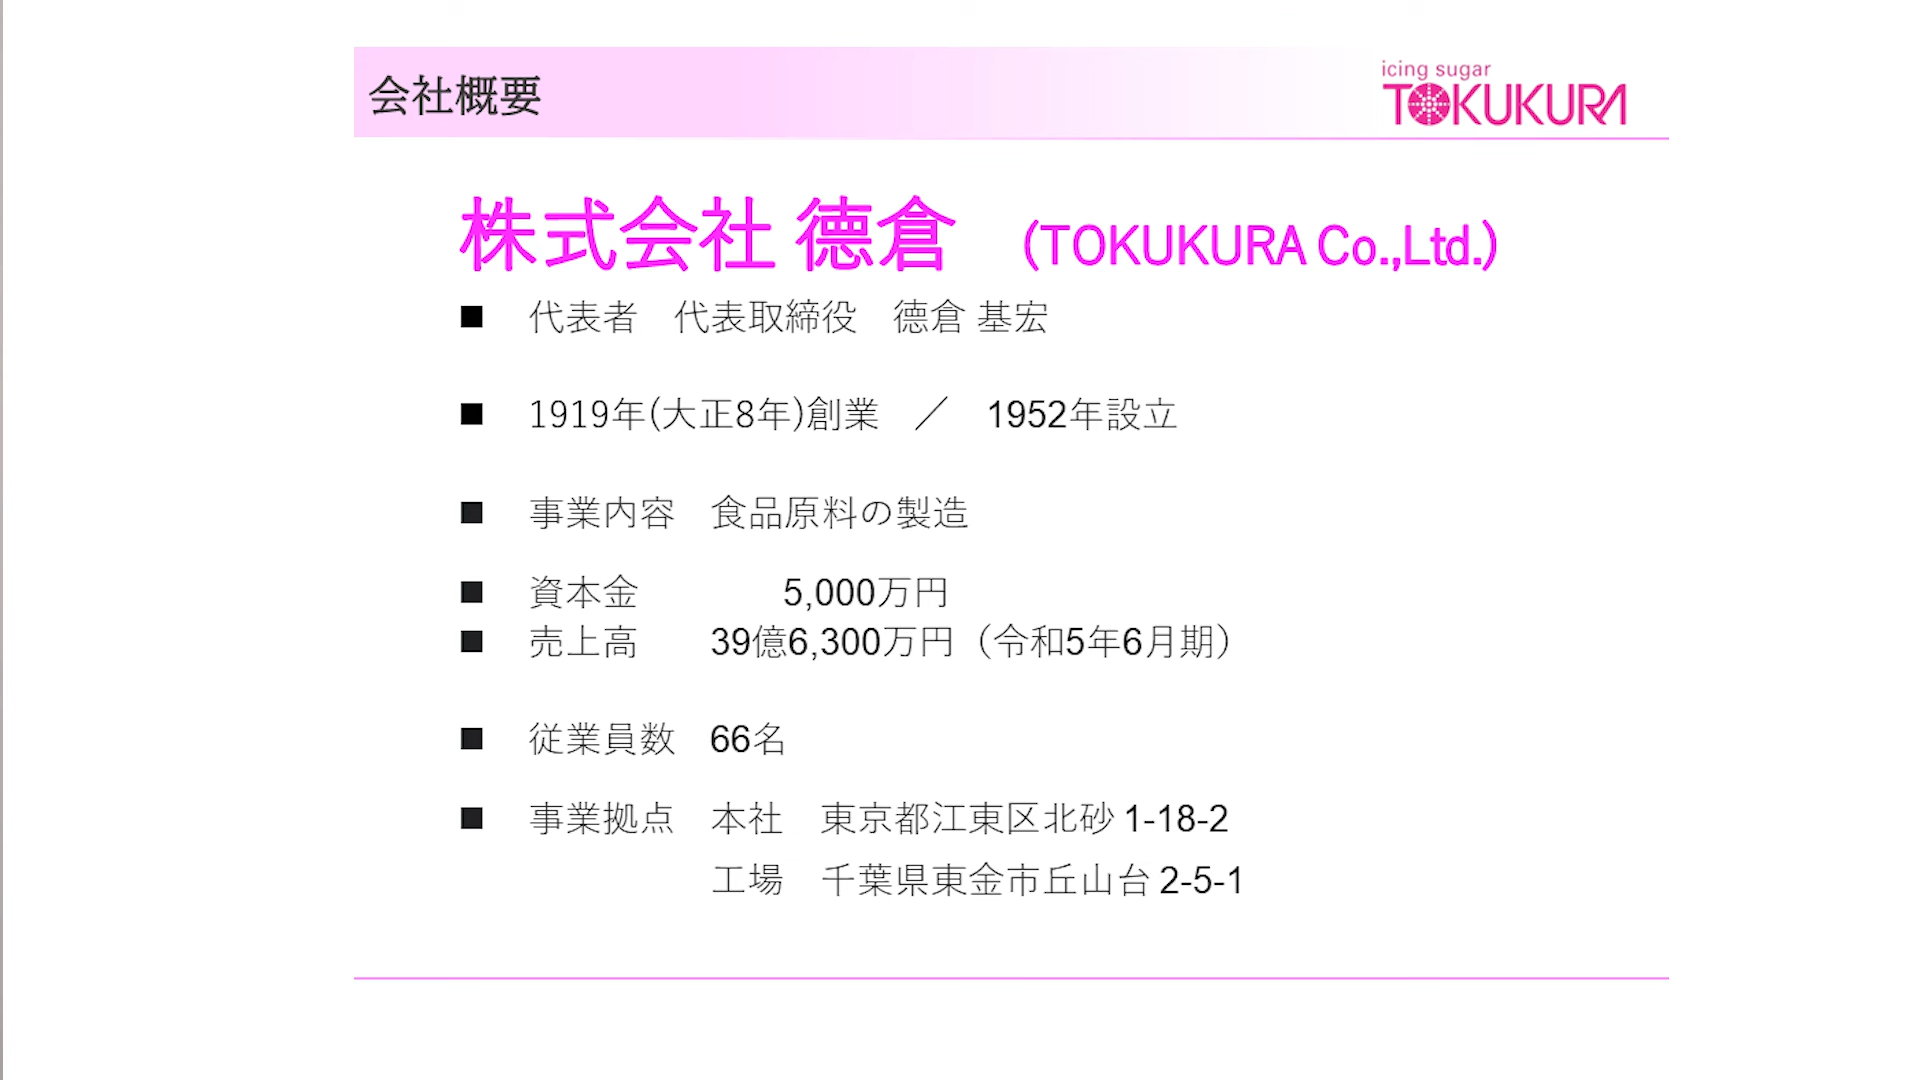 会社概要
icing sugar
TOKUKURA
株式会社 德倉　(TOKUKURA Co.,Ltd.)
■　代表者　代表取締役　德倉 基宏
■　1919年(大正8年)創業　／　1952年設立
■　事業内容　食品原料の製造
■　資本金　　　　5,000万円
■　売上高　　39億6,300万円（令和5年6月期）
■　従業員数　66名
■　事業拠点　本社　東京都江東区北砂 1-18-2
工場　千葉県東金市丘山台 2-5-1